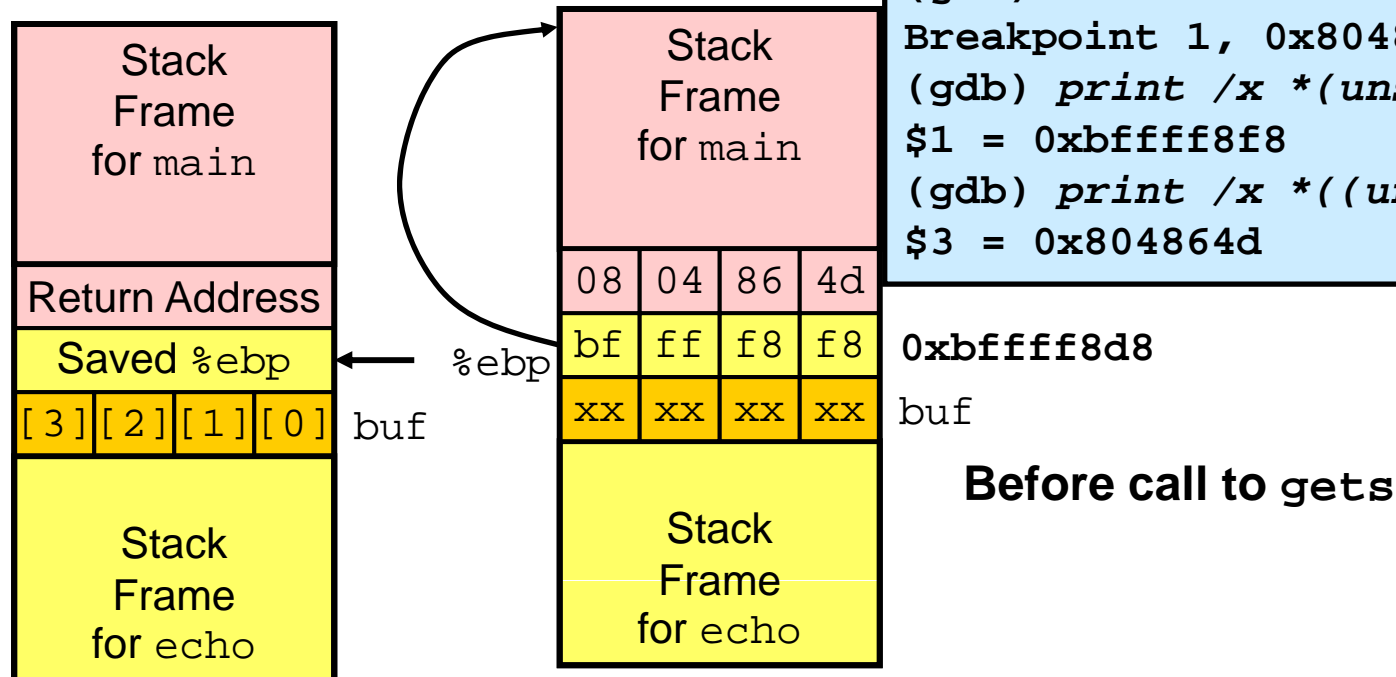 Stack
Frame
for main
Return Address
Saved %ebp
[3][2][1][0] buf
Stack
Frame
for echo
%ebp
Stack
Frame
for main
08 04 86 4d
bf ff f8 f8 0xbffff8d8
xx xx xx xx buf
Stack
Frame
for echo
Breakpoint 1, 0x804
(gdb) print /x *(un
$1 = 0xbffff8f8
(gdb) print /x *((u
$3 = 0x804864d
Before call to gets